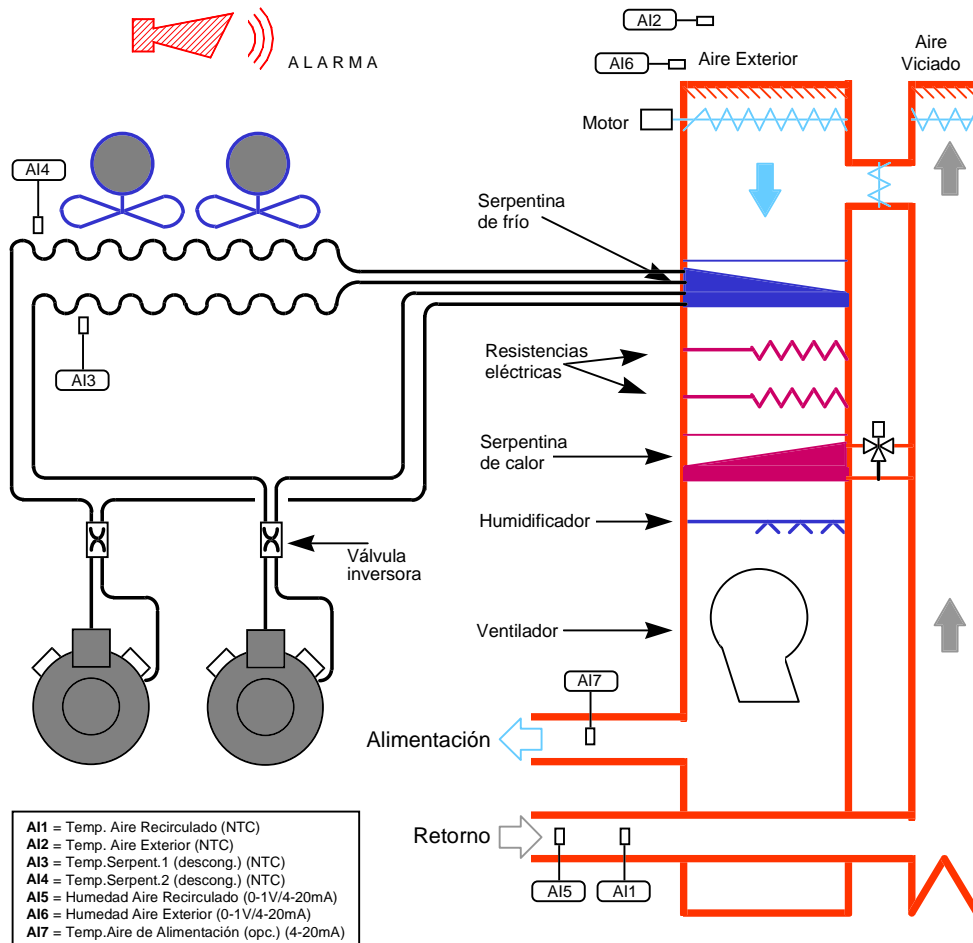 AI2
ALARMA
AI6
Aire Exterior
Aire
Viciado
Motor
AI4
Serpentina
de frío
AI3
Resistencias
eléctricas
Serpentina
de calor
Humidificador
Válvula
inversora
Ventilador
AI7
Alimentación
Retorno
AI5
AI1
AI1 = Temp. Aire Recirculado (NTC)
AI2 = Temp. Aire Exterior (NTC)
AI3 = Temp.Serpent.1 (descong.) (NTC)
AI4 = Temp.Serpent.2 (descong.) (NTC)
AI5 = Humedad Aire Recirculado (0-1V/4-20mA)
AI6 = Humedad Aire Exterior (0-1V/4-20mA)
AI7 = Temp.Aire de Alimentación (opc.) (4-20mA)